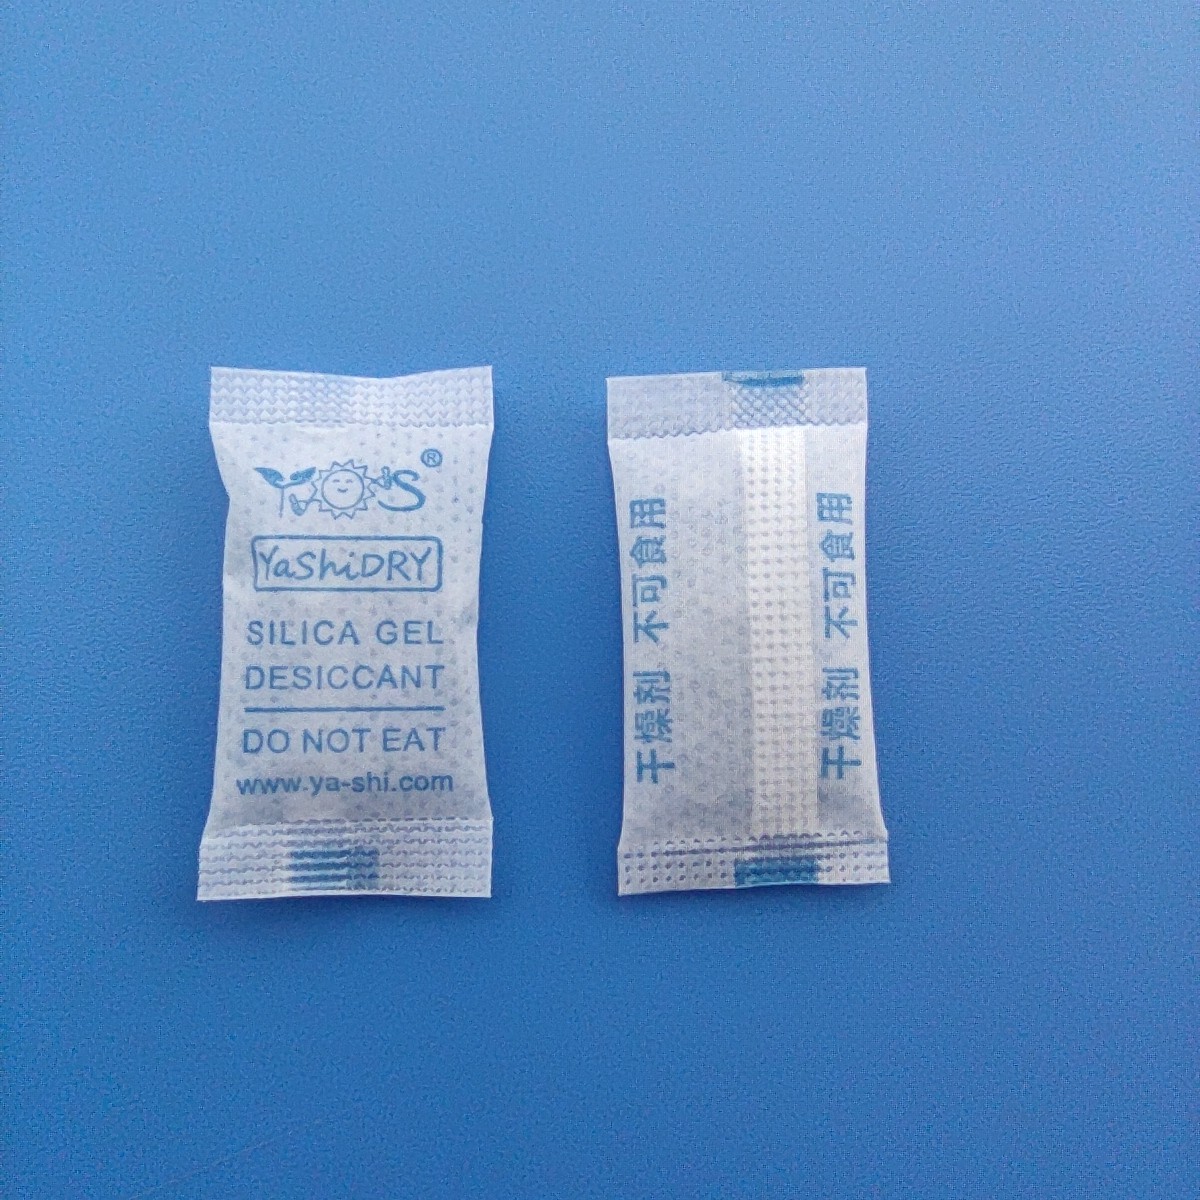 YOS®
YaShiDRY
SILICA GEL
DESICCANT
DO NOT EAT
www.ya-shi.com
干燥剂 不可食用
干燥剂 不可食用